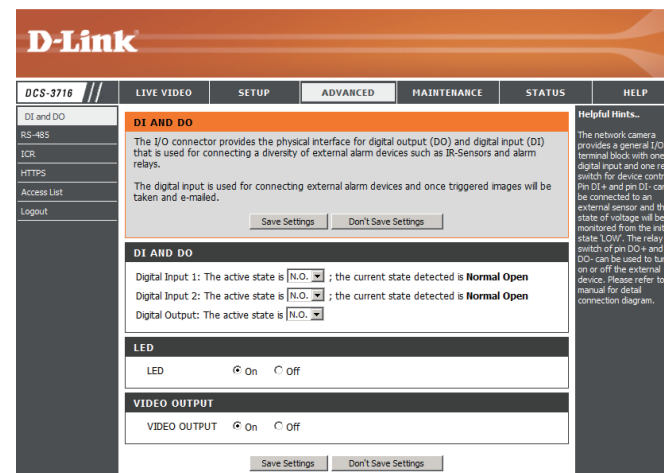 D-Link
DCS-3716 // LIVE VIDEO SETUP ADVANCED MAINTENANCE STATUS HELP
DI and DO
RS-485
ICR
HTTPS
Access List
Logout
DI AND DO
The I/O connector provides the physical interface for digital output (DO) and digital input (DI)
that is used for connecting a diversity of external alarm devices such as IR-Sensors and alarm
relays.
The digital input is used for connecting external alarm devices and once triggered images will be
taken and e-mailed.
Save Settings Don't Save Settings
DI AND DO
Digital Input 1: The active state is N.O. ; the current state detected is Normal Open
Digital Input 2: The active state is N.O. ; the current state detected is Normal Open
Digital Output: The active state is N.O.
LED
LED On Off
VIDEO OUTPUT
VIDEO OUTPUT On Off
Save Settings Don't Save Settings
Helpful Hints..
The network camera
provides a general I/O
terminal block with one
digital input and one re
switch for device contr
Pin DI+ and pin DI- can
be connected to an
external sensor and th
state of voltage will be
monitored from the init
state 'LOW'. The relay
switch of pin DO+ and
DO- can be used to tur
on or off the external
device. Please refer to
manual for detail
connection diagram.